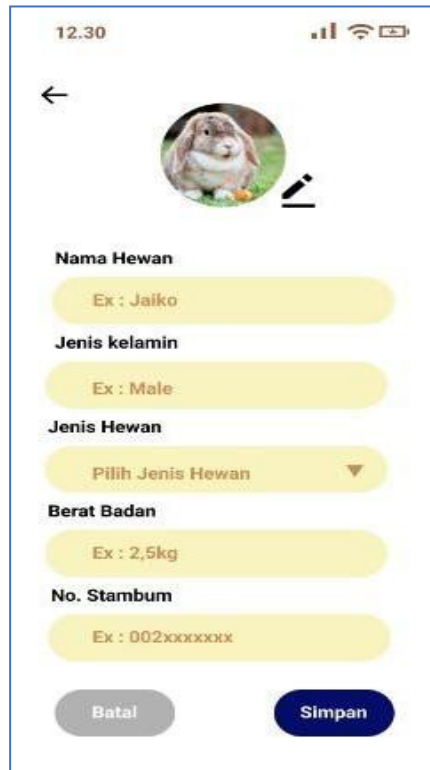 12.30
Nama Hewan
Ex : Jaiko
Jenis kelamin
Ex : Male
Jenis Hewan
Pilih Jenis Hewan
Berat Badan
Ex : 2,5kg
No. Stambum
Ex : 002xxxxxxx
Batal
Simpan